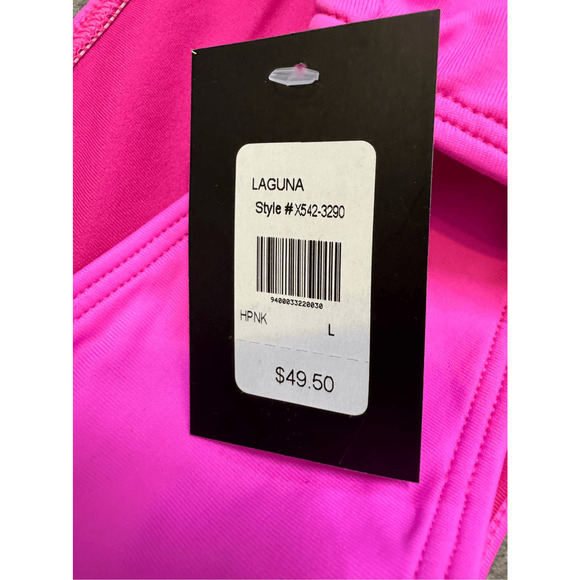 LAGUNA
Style # X542-3290
9400033220030
HPNK L
$49.50